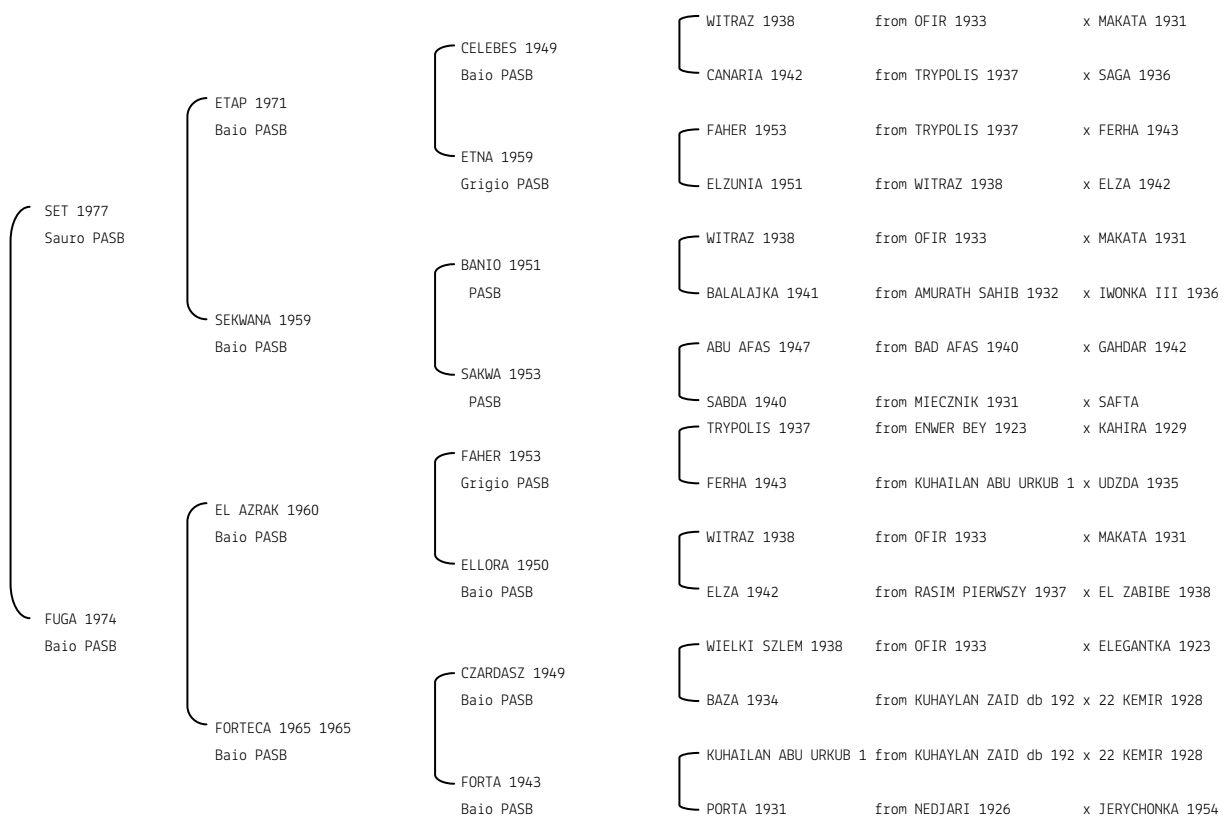 WITRAZ 1938 from OFIR 1933 x MAKATA 1931
CELEBES 1949
Baio PASB
CANARIA 1942 from TRYPOLIS 1937 x SAGA 1936
ETAP 1971
Baio PASB
FAHER 1953 from TRYPOLIS 1937 x FERHA 1943
ETNA 1959
Grigio PASB
ELZUNIA 1951 from WITRAZ 1938 x ELZA 1942
SET 1977
Sauro PASB
WITRAZ 1938 from OFIR 1933 x MAKATA 1931
BANIO 1951
PASB
BALALAJKA 1941 from AMURATH SAHIB 1932 x IWONKA III 1936
SEKWANA 1959
Baio PASB
ABU AFAS 1947 from BAD AFAS 1940 x GAHDAR 1942
SAKWA 1953
PASB
SABDA 1940 from MIECZNIK 1931 x SAFTA
TRYPOLIS 1937 from ENWER BEY 1923 x KAHIRA 1929
FAHER 1953
Grigio PASB
FERHA 1943 from KUHAILAN ABU URKUB 1 x UDZDA 1935
EL AZRAK 1960
Baio PASB
WITRAZ 1938 from OFIR 1933 x MAKATA 1931
ELLORA 1950
Baio PASB
ELZA 1942 from RASIM PIERWSZY 1937 x EL ZABIBE 1938
FUGA 1974
Baio PASB
WIELKI SZLEM 1938 from OFIR 1933 x ELEGANTKA 1923
CZARDASZ 1949
Baio PASB
BAZA 1934 from KUHAYLAN ZAID db 192 x 22 KEMIR 1928
FORTECA 1965 1965
Baio PASB
KUHAILAN ABU URKUB 1 from KUHAYLAN ZAID db 192 x 22 KEMIR 1928
FORTA 1943
Baio PASB
PORTA 1931 from NEDJARI 1926 x JERYCHONKA 1954